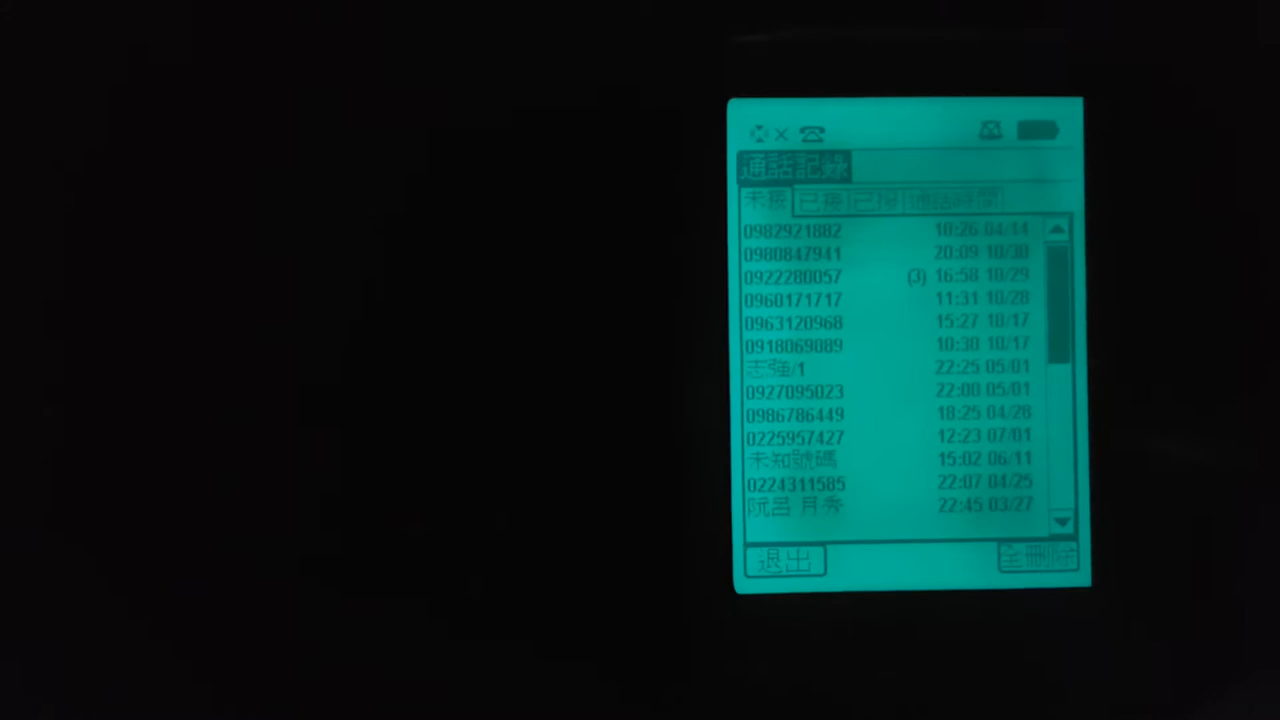 通話記錄
未接 已接 已撥 通話時間
0982921882 10:26 04/14
0980847941 20:09 10/30
0922280057 (3) 16:58 10/29
0960171717 11:31 10/28
0963120968 15:27 10/17
0918069089 10:30 10/17
志強/1 22:25 05/01
0927095023 22:00 05/01
0986786449 18:25 04/28
0225957427 12:23 07/01
未知號碼 15:02 06/11
0224311585 22:07 04/25
阮呂 月秀 22:45 03/27
退出 全刪除